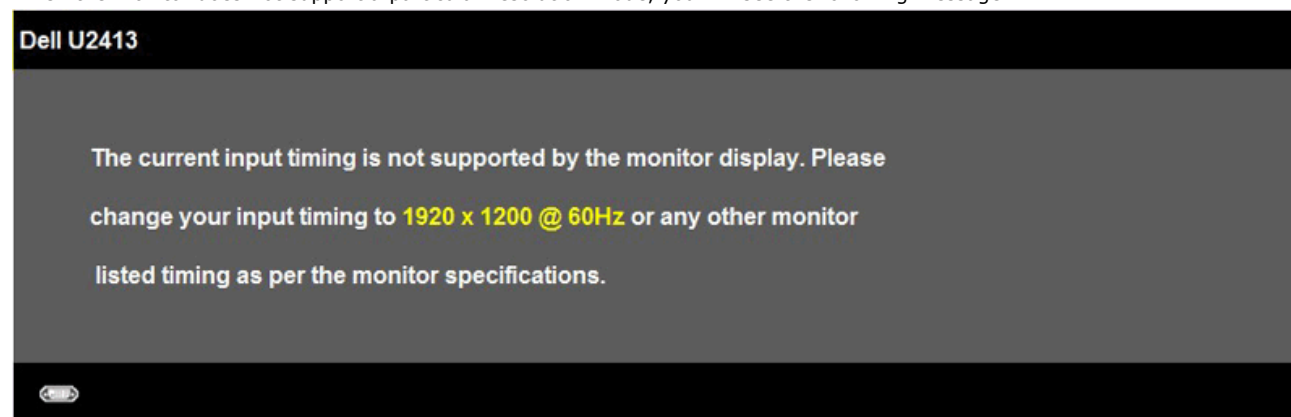 Dell U2413
The current input timing is not supported by the monitor display. Please
change your input timing to 1920 x 1200 @ 60Hz or any other monitor
listed timing as per the monitor specifications.